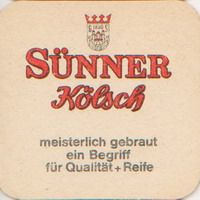 SÜNNER
Kölsch
meisterlich gebraut
ein Begriff
für Qualität + Reife